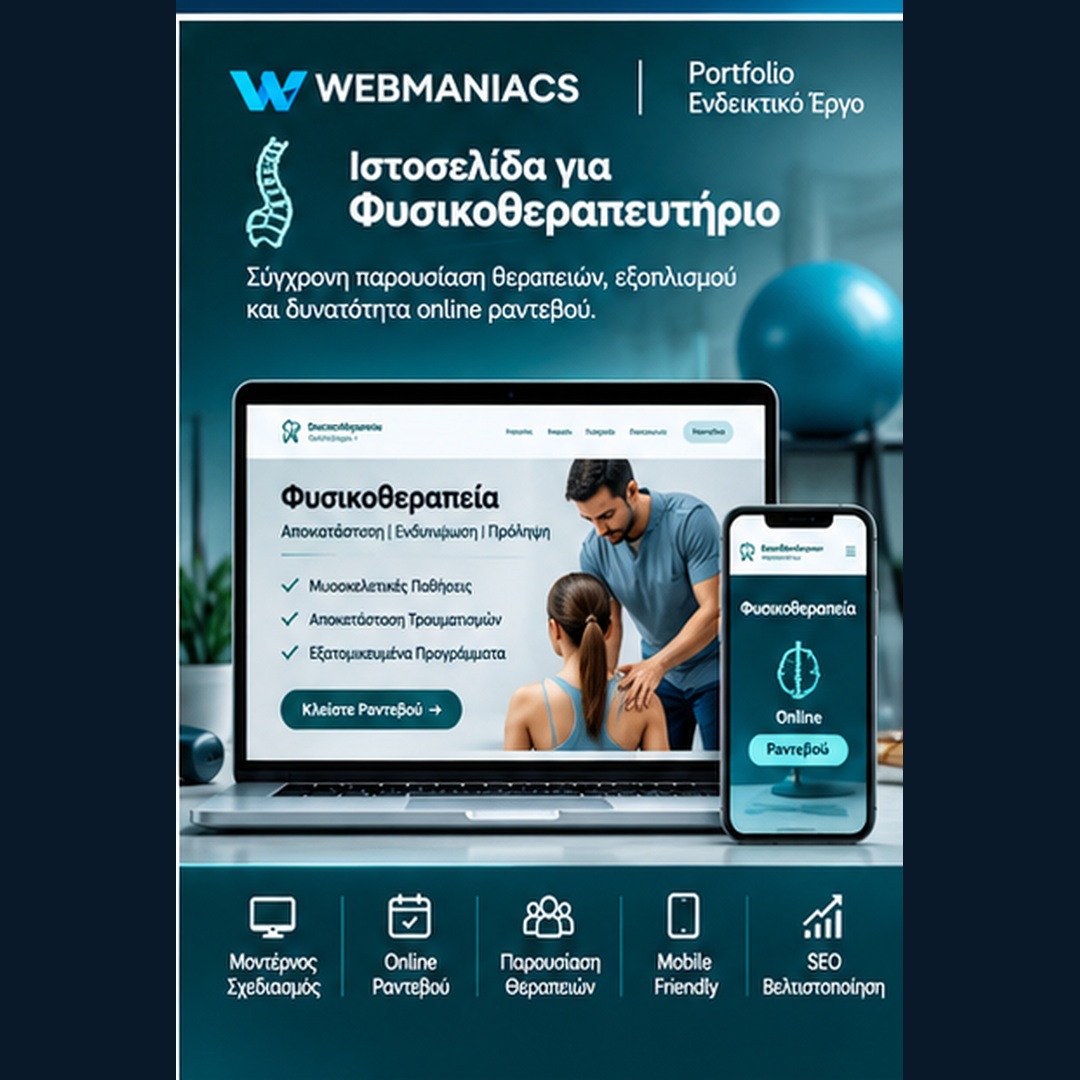 WEBMANIACS
Portfolio
Ενδεικτικό Έργο
Ιστοσελίδα για
Φυσικοθεραπευτήριο
Σύγχρονη παρουσίαση θεραπειών, εξοπλισμού
και δυνατότητα online ραντεβού.
Φυσικοθεραπεία
Αποκατάσταση | | Πρόληψη
Μυοσκελετικές Παθήσεις
Αποκατάσταση Τραυματισμών
Εξατομικευμένα Προγράμματα
Κλείστε Ραντεβού →
Φυσικοθεραπεία
Online
Ραντεβού
Μοντέρνος
Σχεδιασμός
Online
Ραντεβού
Παρουσίαση
Θεραπειών
Mobile
Friendly
SEO
Βελτιστοποίηση